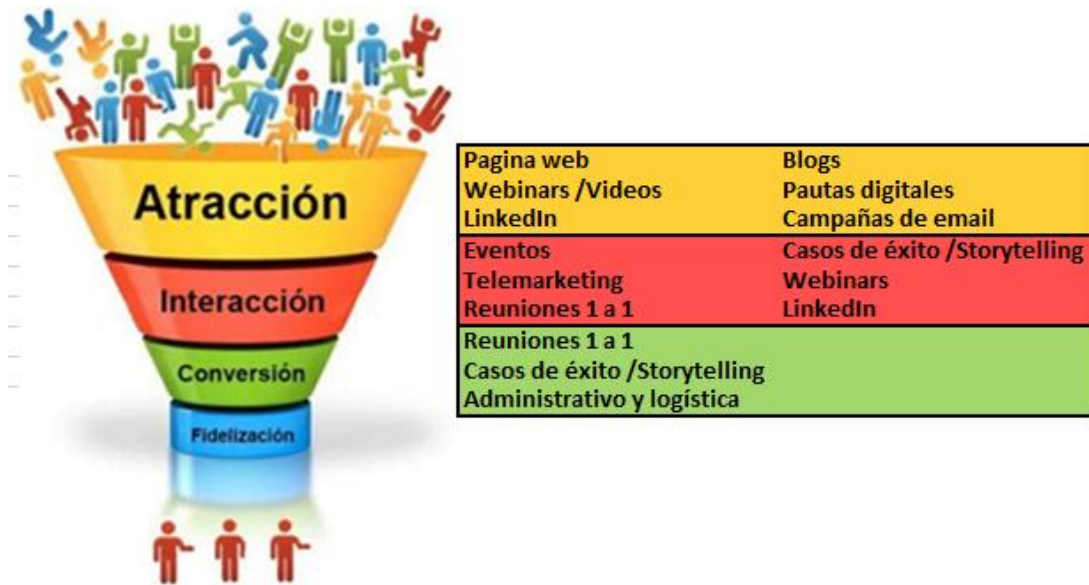 Atracción
Interacción
Conversión
Fidelización
Pagina web
Webinars /Videos
LinkedIn
Blogs
Pautas digitales
Campañas de email
Eventos
Telemarketing
Reuniones 1 a 1
Casos de éxito /Storytelling
Webinars
LinkedIn
Reuniones 1 a 1
Casos de éxito /Storytelling
Administrativo y logística